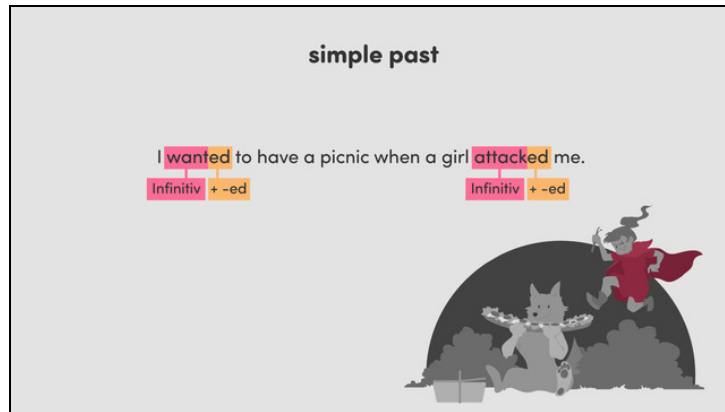 simple past
I wanted to have a picnic when a girl attacked me.
Infinitiv + -ed Infinitiv + -ed